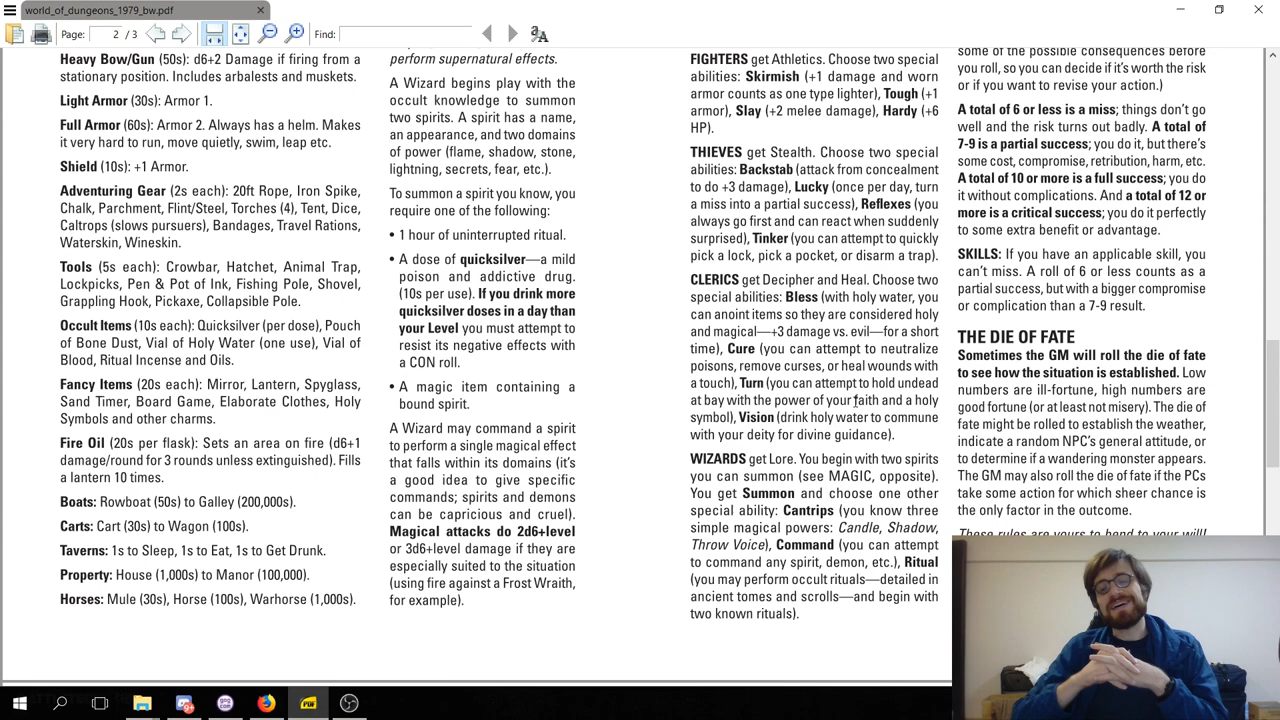 world_of_dungeons_1979_bw.pdf
Page:
2
/ 3
Find:
Heavy Bow/Gun (50s): d6+2 Damage if firing from a
stationary position. Includes arbalests and muskets.
Light Armor (30s): Armor 1.
Full Armor (60s): Armor 2. Always has a helm. Makes
it very hard to run, move quietly, swim, leap etc.
Shield (10s): +1 Armor.
Adventuring Gear (2s each): 20ft Rope, Iron Spike,
Chalk, Parchment, Flint/Steel, Torches (4), Tent, Dice,
Caltrops (slows pursuers), Bandages, Travel Rations,
Waterskin, Wineskin.
Tools (5s each): Crowbar, Hatchet, Animal Trap,
Lockpicks, Pen & Pot of Ink, Fishing Pole, Shovel,
Grappling Hook, Pickaxe, Collapsible Pole.
Occult Items (10s each): Quicksilver (per dose), Pouch
of Bone Dust, Vial of Holy Water (one use), Vial of
Blood, Ritual Incense and Oils.
Fancy Items (20s each): Mirror, Lantern, Spyglass,
Sand Timer, Board Game, Elaborate Clothes, Holy
Symbols and other charms.
Fire Oil (20s per flask): Sets an area on fire (d6+1
damage/round for 3 rounds unless extinguished). Fills
a lantern 10 times.
Boats: Rowboat (50s) to Galley (200,000s).
Carts: Cart (30s) to Wagon (100s).
Taverns: 1s to Sleep, 1s to Eat, 1s to Get Drunk.
Property: House (1,000s) to Manor (100,000).
Horses: Mule (30s), Horse (100s), Warhorse (1,000s).
perform supernatural effects.
A Wizard begins play with the
occult knowledge to summon
two spirits. A spirit has a name,
an appearance, and two domains
of power (flame, shadow, stone,
lightning, secrets, fear, etc.).
To summon a spirit you know, you
require one of the following:
• 1 hour of uninterrupted ritual.
• A dose of quicksilver—a mild
poison and addictive drug.
(10s per use). If you drink more
quicksilver doses in a day than
your Level you must attempt to
resist its negative effects with
a CON roll.
• A magic item containing a
bound spirit.
A Wizard may command a spirit
to perform a single magical effect
that falls within its domains (it's
a good idea to give specific
commands; spirits and demons
can be capricious and cruel).
Magical attacks do 2d6+level
or 3d6+level damage if they are
especially suited to the situation
(using fire against a Frost Wraith,
for example).
FIGHTERS get Athletics. Choose two special
abilities: Skirmish (+1 damage and worn
armor counts as one type lighter), Tough (+1
armor), Slay (+2 melee damage), Hardy (+6
HP).
THIEVES get Stealth. Choose two special
abilities: Backstab (attack from concealment
to do +3 damage), Lucky (once per day, turn
a miss into a partial success), Reflexes (you
always go first and can react when suddenly
surprised), Tinker (you can attempt to quickly
pick a lock, pick a pocket, or disarm a trap).
CLERICS get Decipher and Heal. Choose two
special abilities: Bless (with holy water, you
can anoint items so they are considered holy
and magical—+3 damage vs. evil—for a short
time), Cure (you can attempt to neutralize
poisons, remove curses, or heal wounds with
a touch), Turn (you can attempt to hold undead
at bay with the power of your faith and a holy
symbol), Vision (drink holy water to commune
with your deity for divine guidance).
WIZARDS get Lore. You begin with two spirits
you can summon (see MAGIC, opposite).
You get Summon and choose one other
special ability: Cantrips (you know three
simple magical powers: Candle, Shadow,
Throw Voice), Command (you can attempt
to command any spirit, demon, etc.), Ritual
(you may perform occult rituals—detailed in
ancient tomes and scrolls—and begin with
two known rituals).
some of the possible consequences before
you roll, so you can decide if it's worth the risk
or if you want to revise your action.)
A total of 6 or less is a miss; things don't go
well and the risk turns out badly. A total of
7-9 is a partial success; you do it, but there's
some cost, compromise, retribution, harm, etc.
A total of 10 or more is a full success; you do
it without complications. And a total of 12 or
more is a critical success; you do it perfectly
to some extra benefit or advantage.
SKILLS: If you have an applicable skill, you
can't miss. A roll of 6 or less counts as a
partial success, but with a bigger compromise
or complication than a 7-9 result.
THE DIE OF FATE
Sometimes the GM will roll the die of fate
to see how the situation is established. Low
numbers are ill-fortune, high numbers are
good fortune (or at least not misery). The die of
fate might be rolled to establish the weather,
indicate a random NPC's general attitude, or
to determine if a wandering monster appears.
The GM may also roll the die of fate if the PCs
take some action for which sheer chance is
the only factor in the outcome.
These rules are yours to bend to your will!